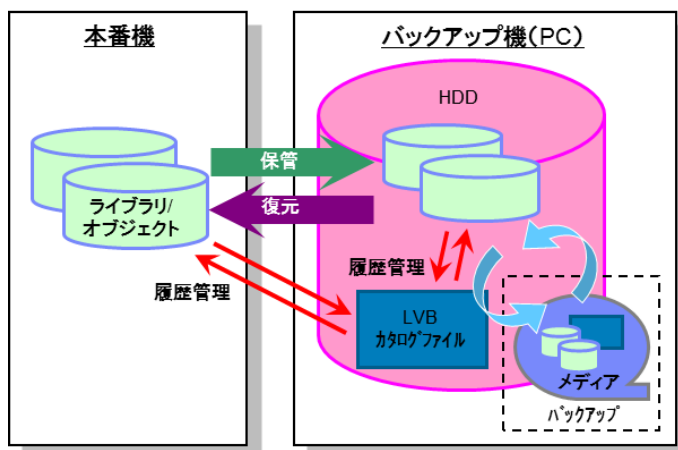 本番機
バックアップ機(PC)
HDD
保管
復元
ライブラリ/
オブジェクト
履歴管理
履歴管理
LVB
ｶﾀﾛｸﾞﾌｧｲﾙ
メディア
ﾊﾞｯｸｱｯﾌﾟ